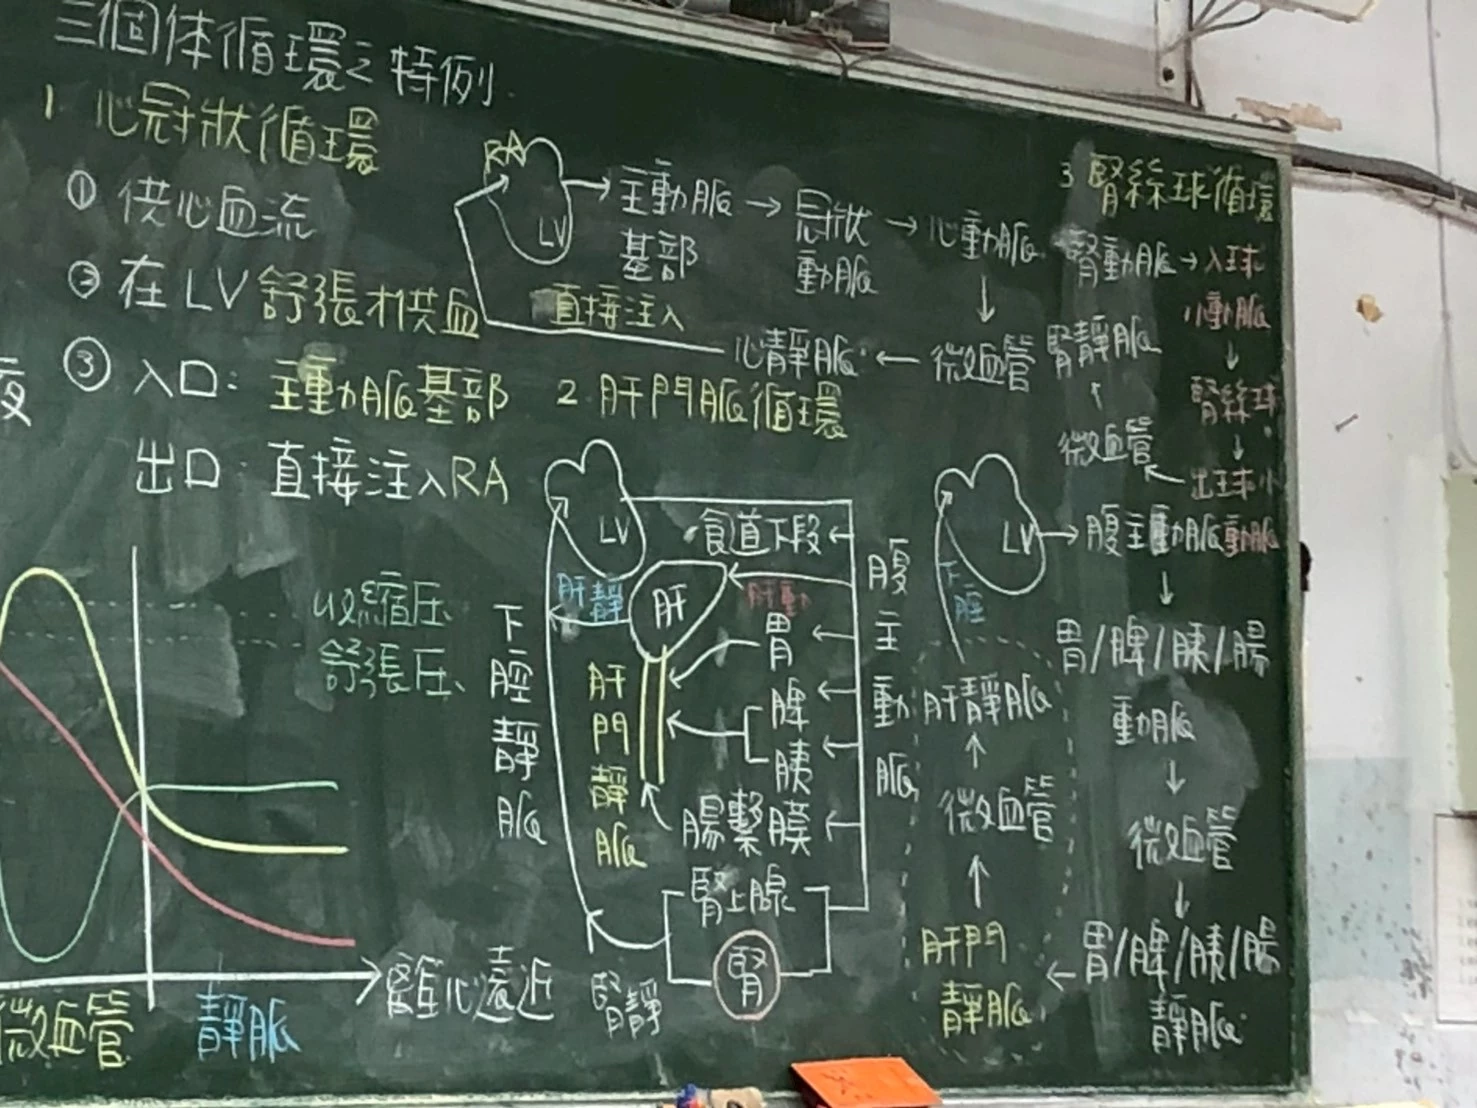 三個体循環之特例
1 心冠狀循環
① 供心血流
② 在LV舒張才供血
③ 入口: 主動脈基部
出口: 直接注入RA
RA
LV
→主動脈基部→冠狀動脈→心動脈
↓
心静脈←微血管
直接注入
2. 肝門脈循環
LV
食道下段
肝
肝動
肝靜
胃
脾
胰
腸繫膜
腎上腺
腎
腎靜
腹主動脈
下腔靜脈
肝門靜脈
LV→腹主動脈
↓
胃/脾/胰/腸
動脈
↓
微血管
↓
胃/脾/胰/腸
靜脈
←
肝門
靜脈
↑
微血管
↑
肝靜脈
下腔
3 腎絲球循環
腎動脈→入球
小動脈
↓
腎絲球
↓
出球小
動脈
微血管
腎靜脈
收縮壓
舒張壓
離心遠近
微血管
靜脈